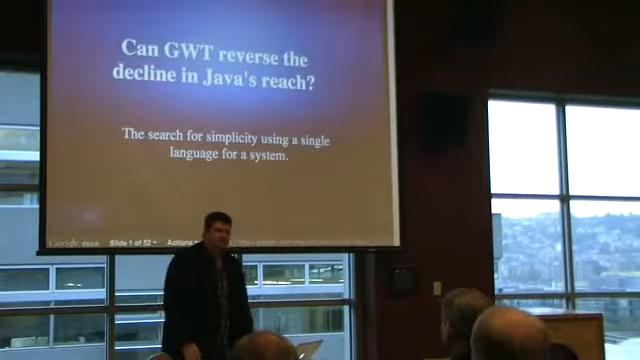 Can GWT reverse the
decline in Java's reach?
The search for simplicity using a single
language for a system.
Google docs Slide 1 of 52 Actions